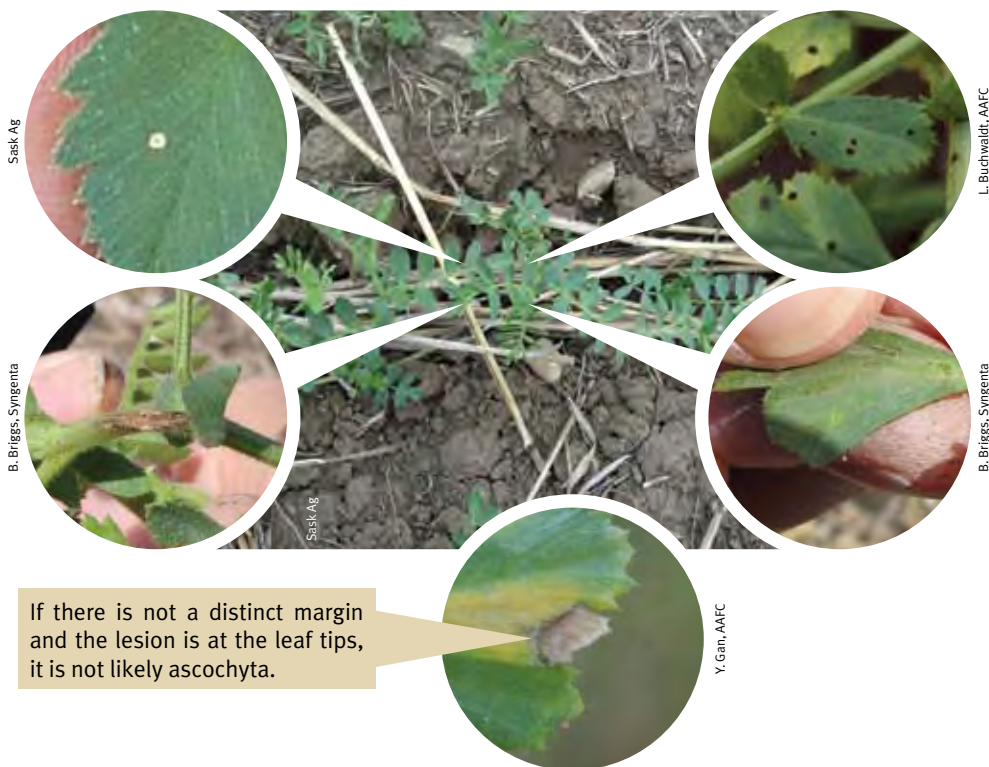 Sask Ag
L. Buchwaldt, AAFC
B. Briggs, Syngenta
B. Briggs, Syngenta
Sask Ag
If there is not a distinct margin
and the lesion is at the leaf tips,
it is not likely ascochyta.
Y. Gan, AAFC